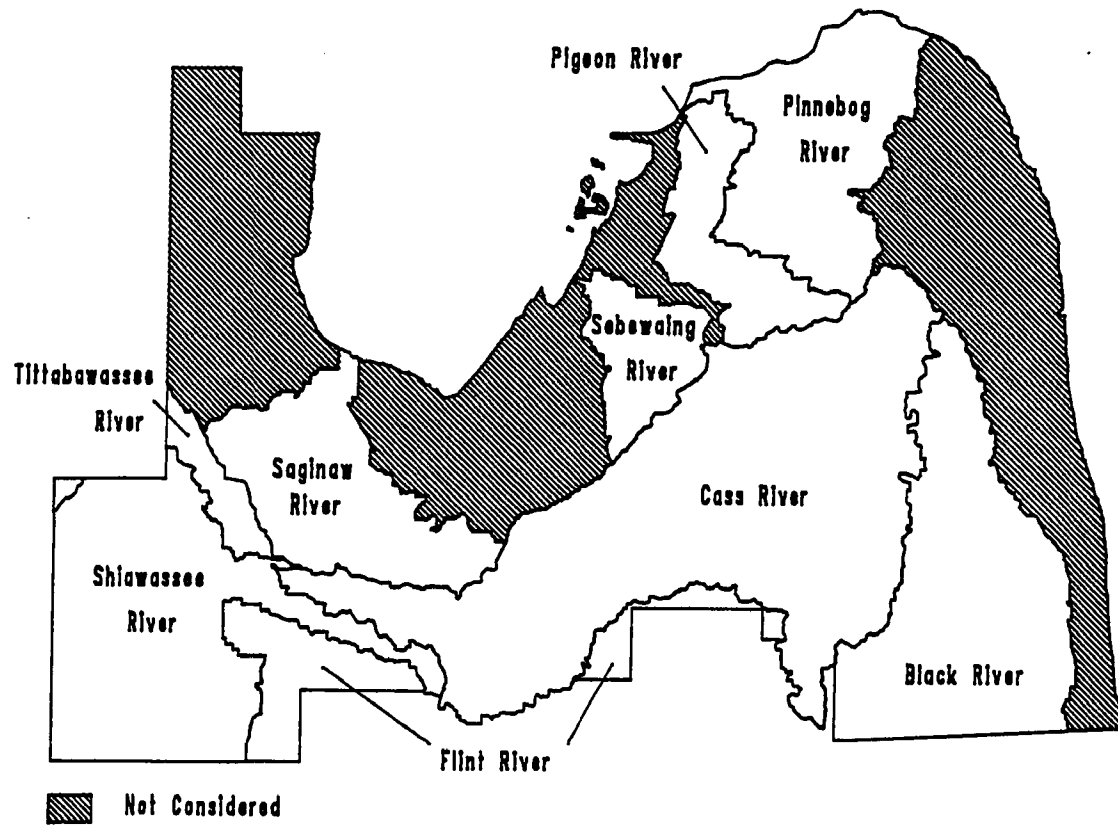 Pigeon River
Pinnebog
River
Sebewaing
River
Tittabawassee
River
Saginaw
River
Cass River
Shiawassee
River
Black River
Flint River
Not Considered